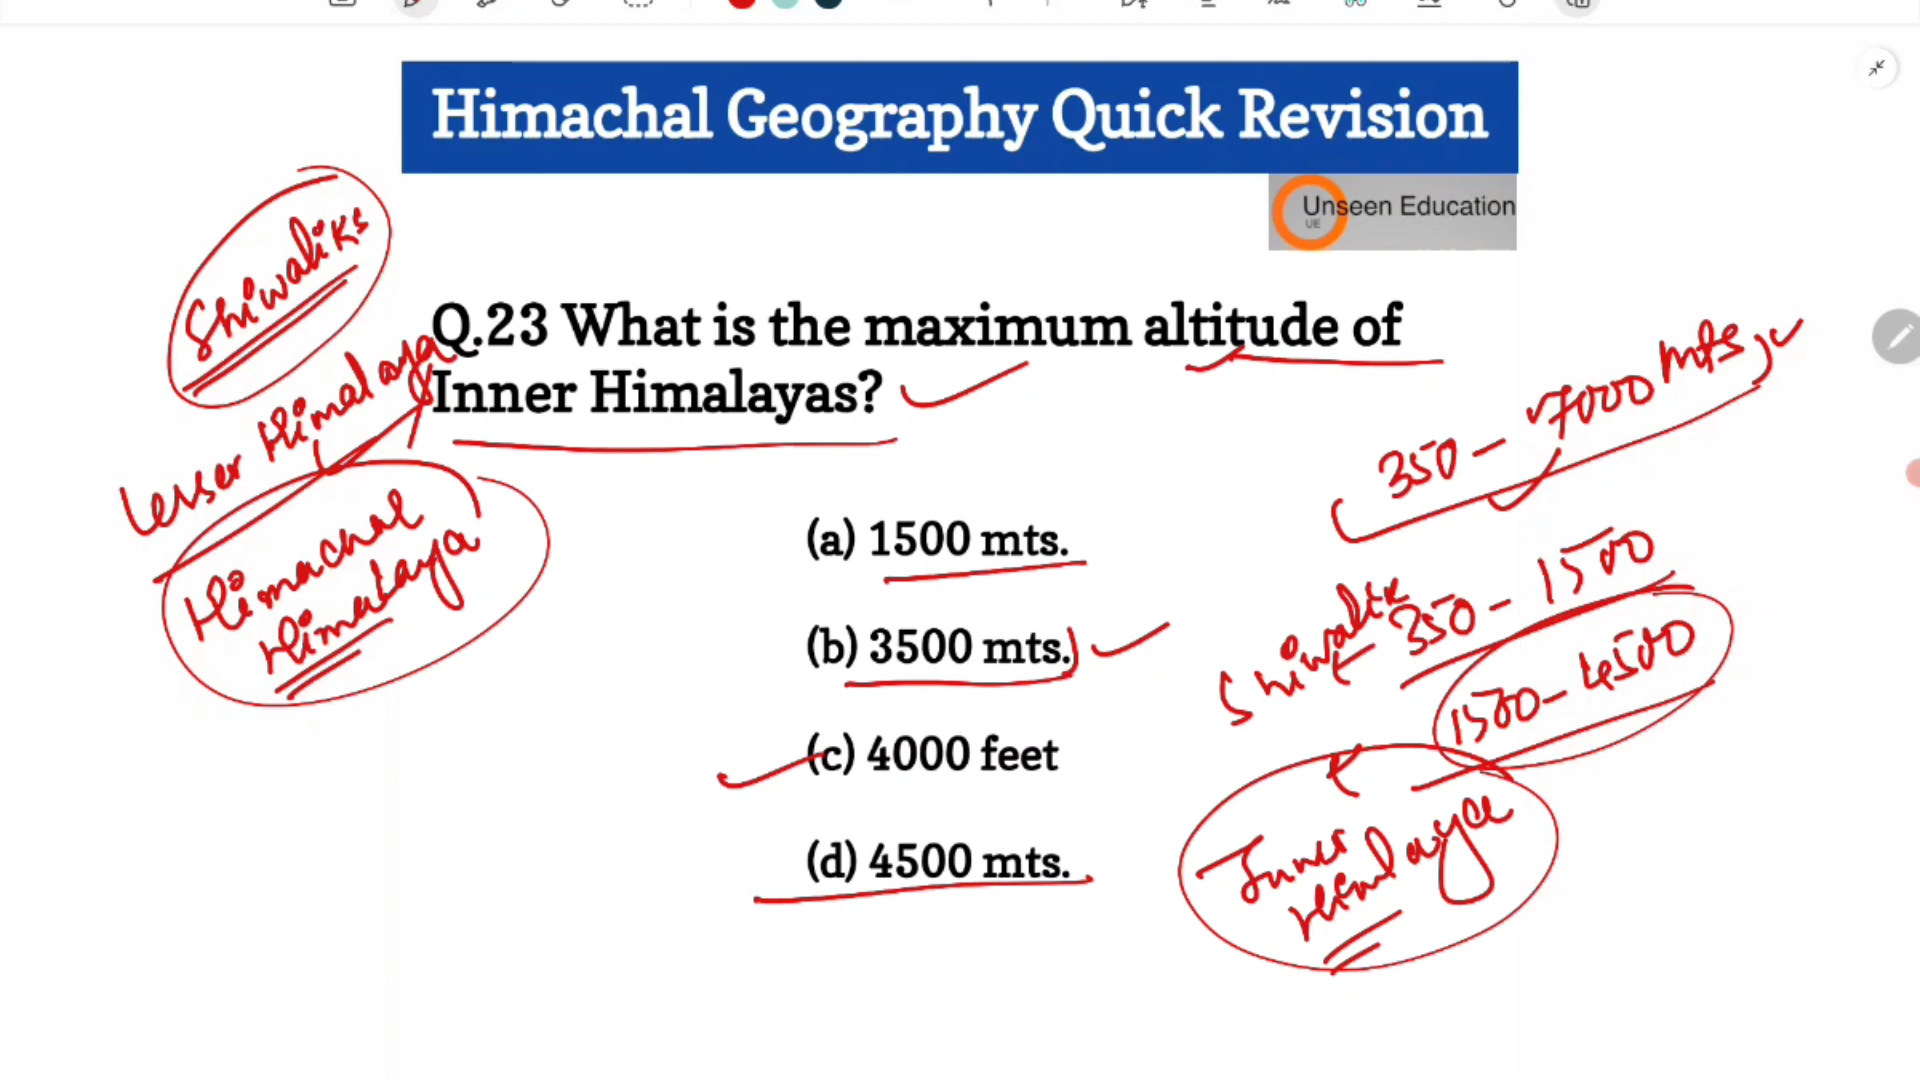 Himachal Geography Quick Revision
Unseen Education
UE
Shiwaliks
Q.23 What is the maximum altitude of
Inner Himalayas?
Lesser Himalaya
350 - 7000 mts
Himachal
Himalaya
(a) 1500 mts.
Shiwalik 350 - 1500
(b) 3500 mts.
1500 - 4500
(c) 4000 feet
Inner
(d) 4500 mts.